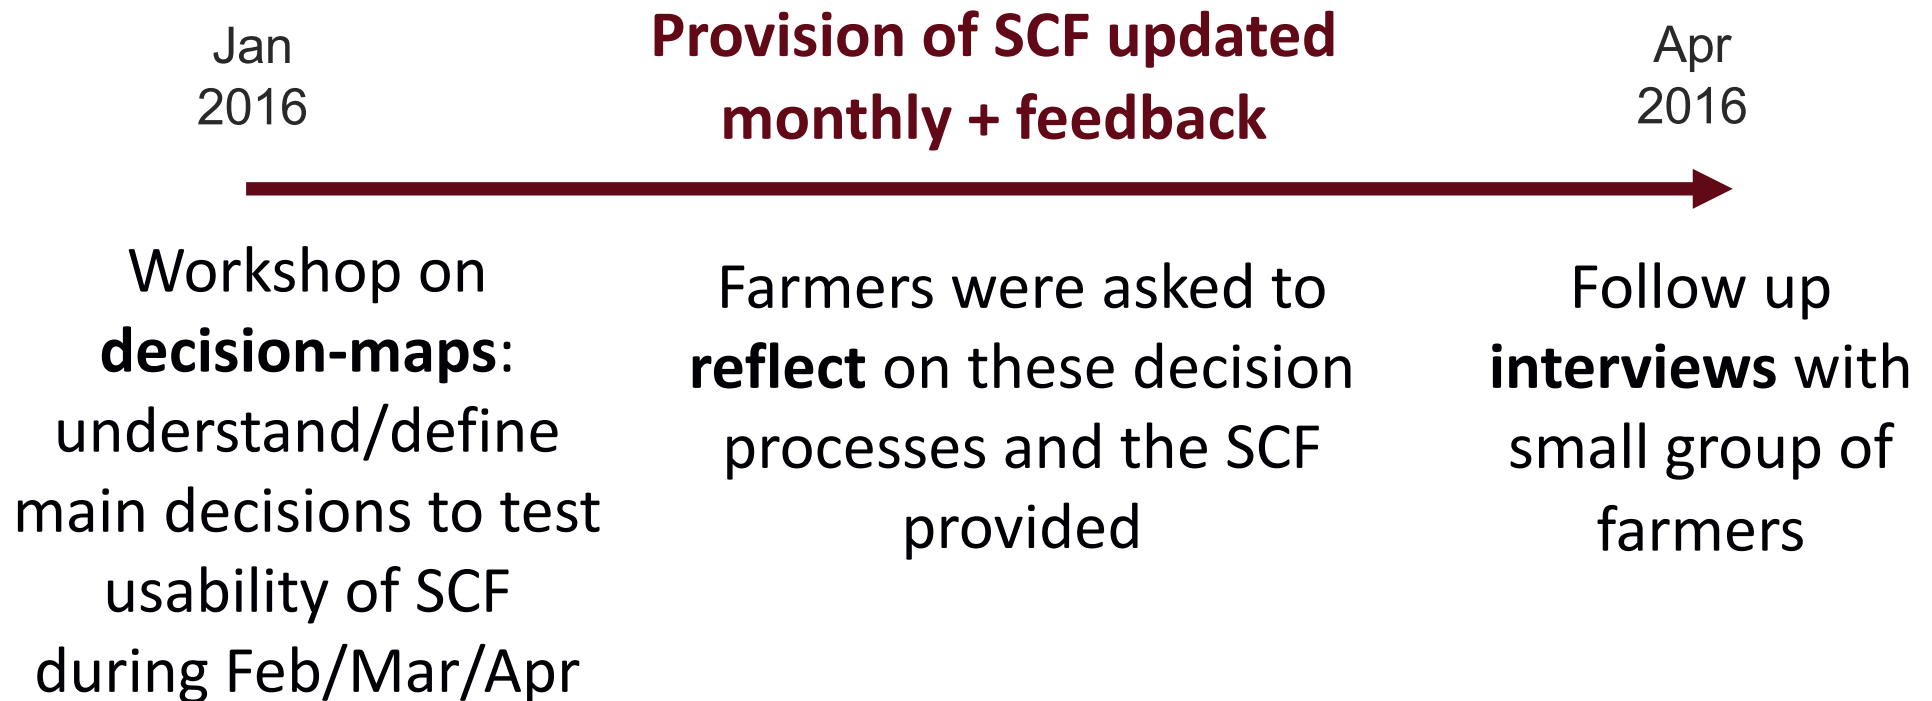 Jan
2016
Provision of SCF updated
monthly + feedback
Apr
2016
Workshop on
decision-maps:
understand/define
main decisions to test
usability of SCF
during Feb/Mar/Apr
Farmers were asked to
reflect on these decision
processes and the SCF
provided
Follow up
interviews with
small group of
farmers